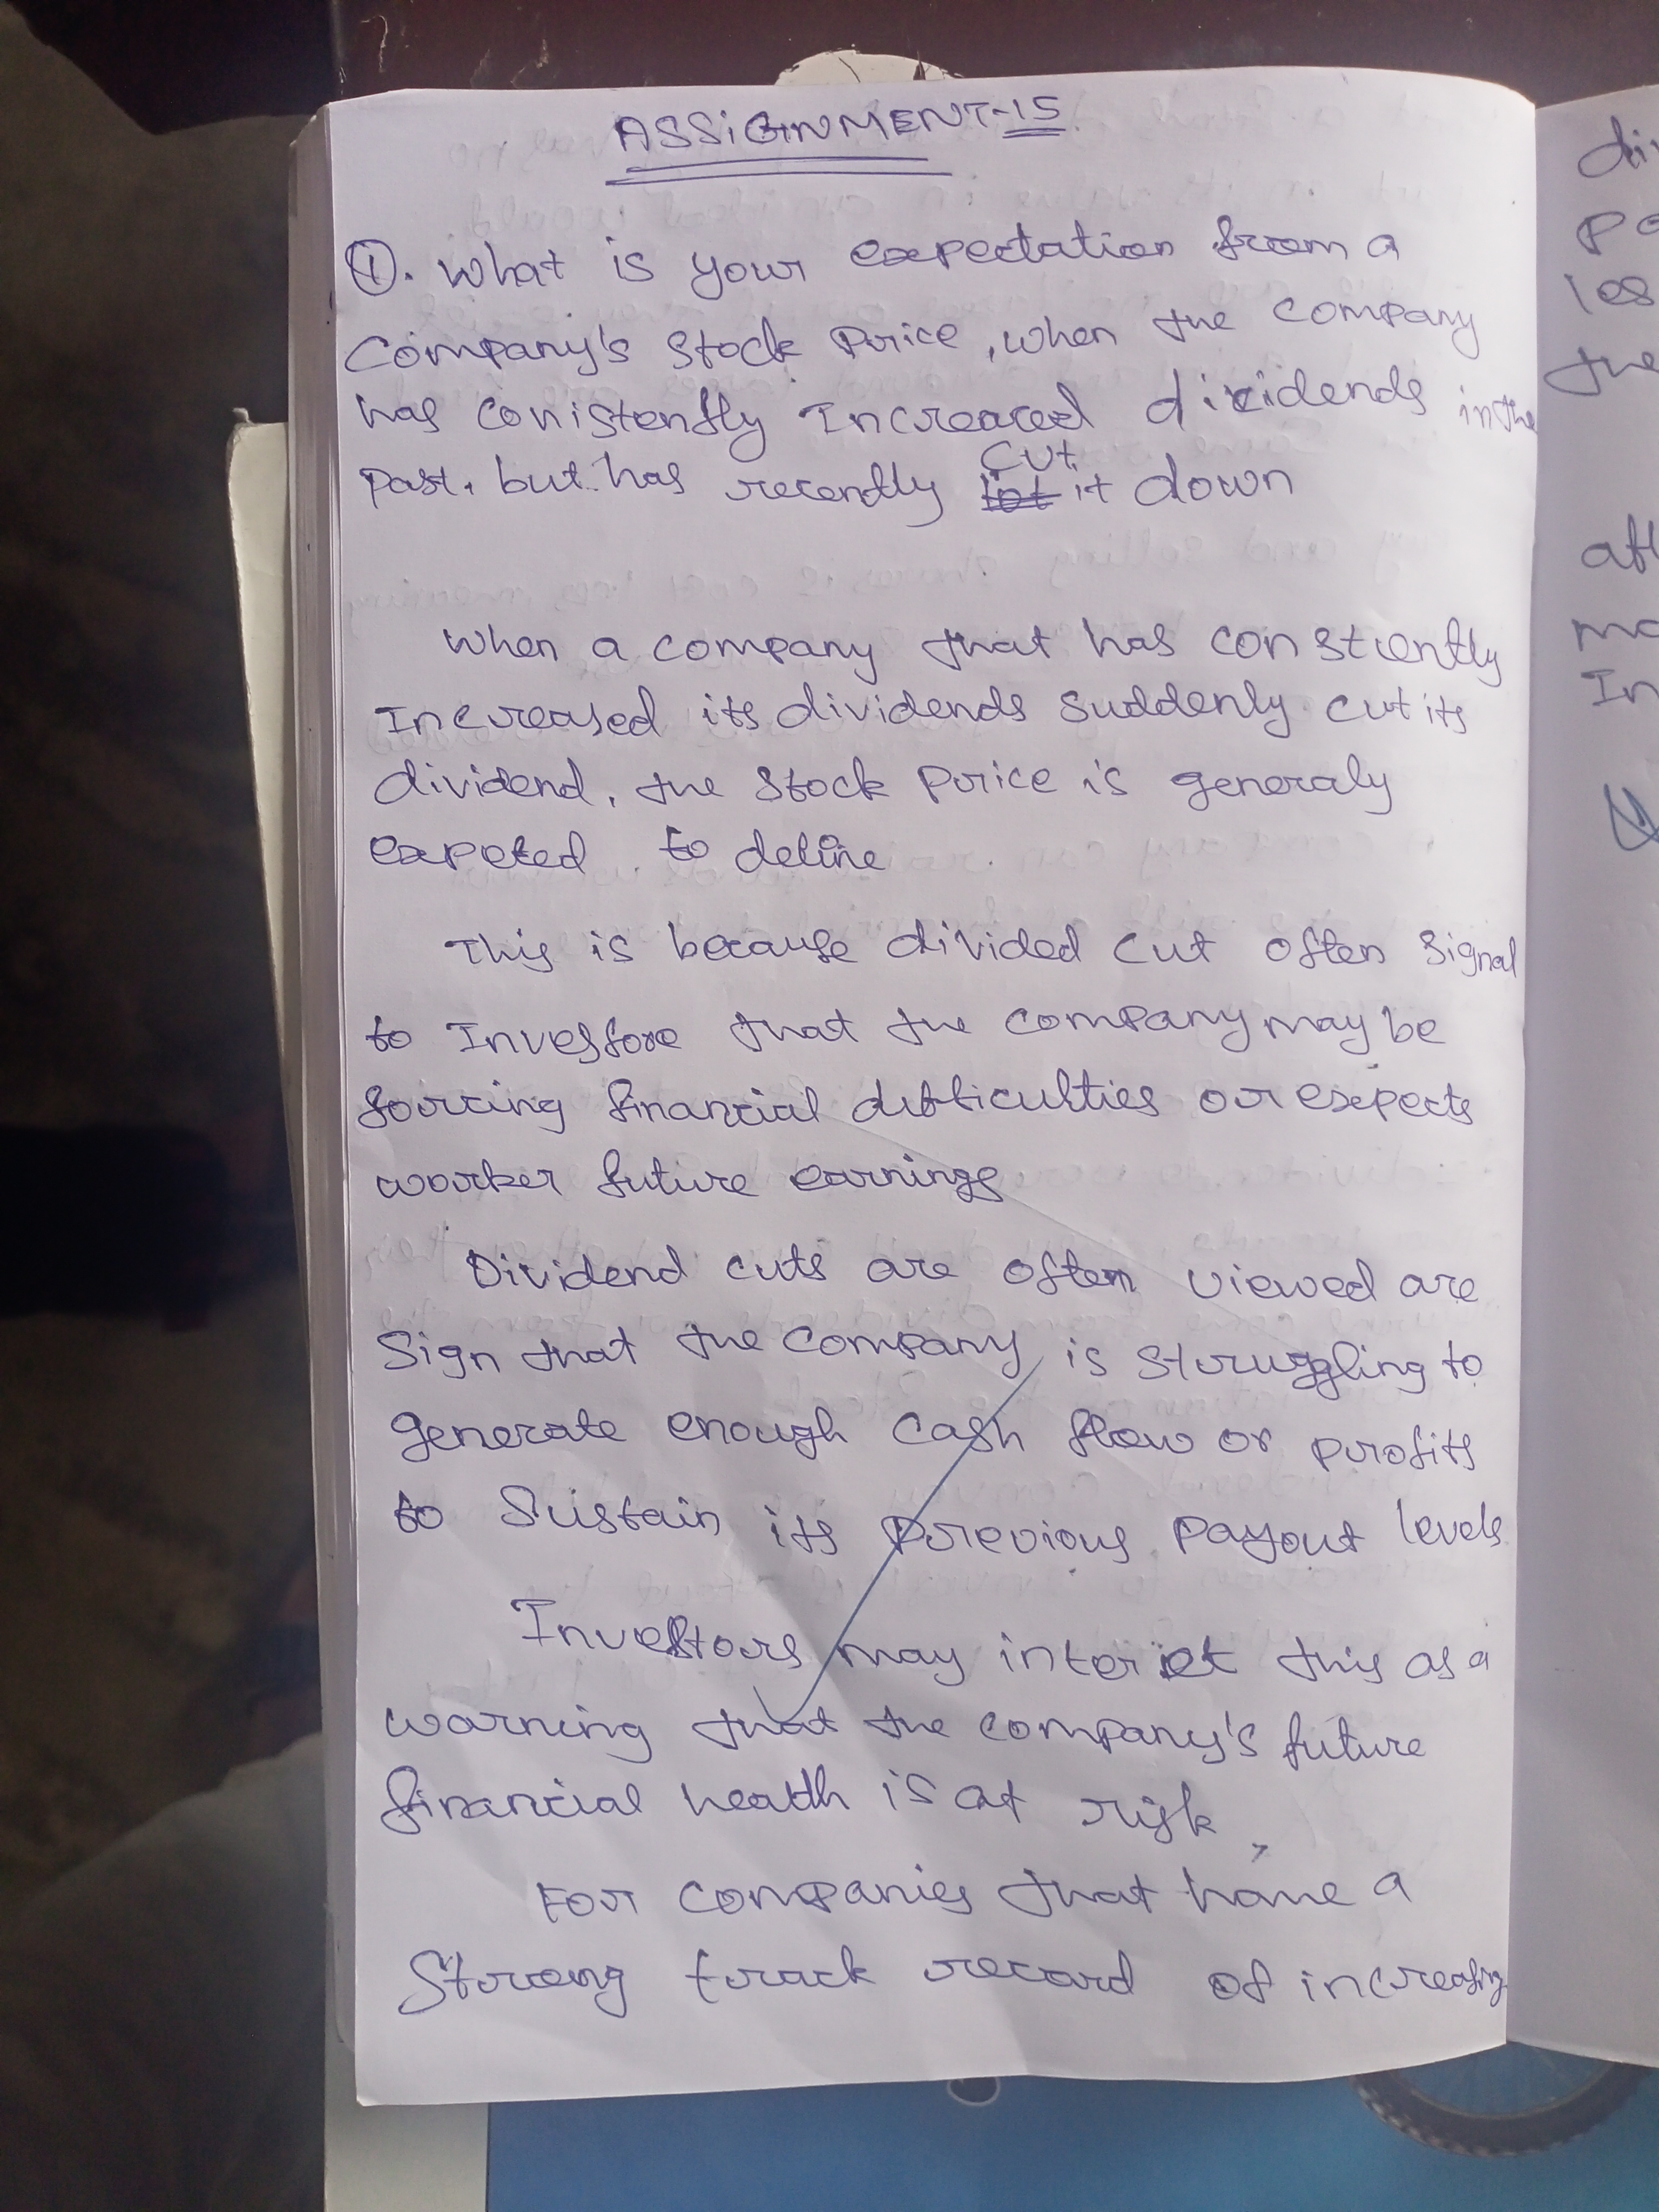 ASSIGNMENT-15
①. What is your expectation from a
Company's Stock Price, when the company
has conistently Increaced dividends in the
Past. but has recently cut it down
When a company that has constiently
Increased its dividends suddenly cut its
dividend, the stock price is generaly
expeted to deline
This is because divided cut often signal
to Investore that the company may be
forcing financial difficulties or expects
worker future earnings
Dividend cuts are often viewed are
Sign that the company is struggling to
generate enough cash flow or profits
to Sustain its previous payout levels
Investors may interiet this as a
warning that the company's future
financial health is at risk,
For companies that have a
Strong track record of increasing
di
Po
les
the
aft
mo
In